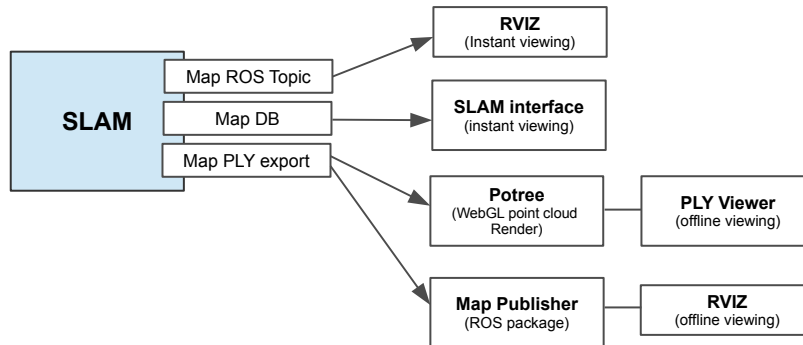 RVIZ
(Instant viewing)
Map ROS Topic
SLAM
Map DB
SLAM interface
(instant viewing)
Map PLY export
Potree
(WebGL point cloud
Render)
PLY Viewer
(offline viewing)
Map Publisher
(ROS package)
RVIZ
(offline viewing)